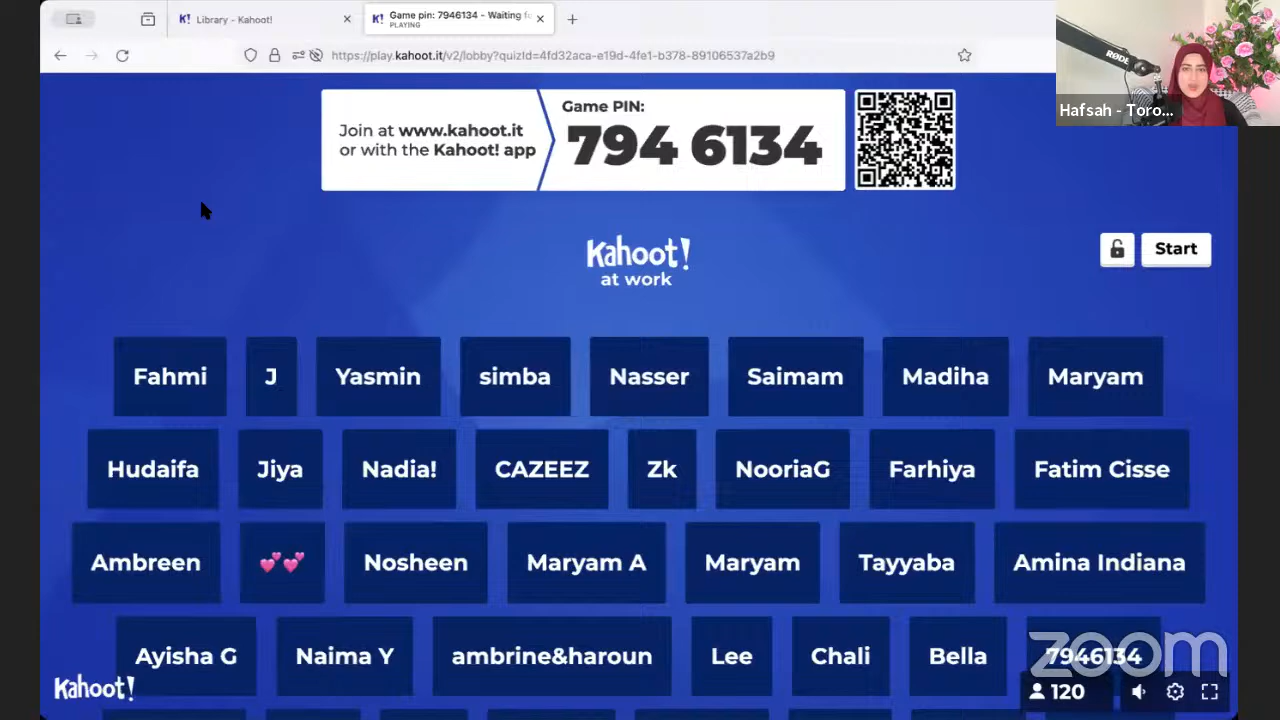 Library - Kahoot!
Game pin: 7946134 - Waiting fo
PLAYING
https://play.kahoot.it/v2/lobby?quizId=4fd32aca-e19d-4fe1-b378-89106537a2b9
RØDE
Hafsah - Toro...
Join at www.kahoot.it
or with the Kahoot! app
Game PIN:
794 6134
Kahoot!
at work
Start
Fahmi J Yasmin simba Nasser Saimam Madiha Maryam
Hudaifa Jiya Nadia! CAZEEZ Zk NooriaG Farhiya Fatim Cisse
Ambreen 💕💕 Nosheen Maryam A Maryam Tayyaba Amina Indiana
Ayisha G Naima Y ambrine&haroun Lee Chali Bella 7946134
zoom
Kahoot!
120